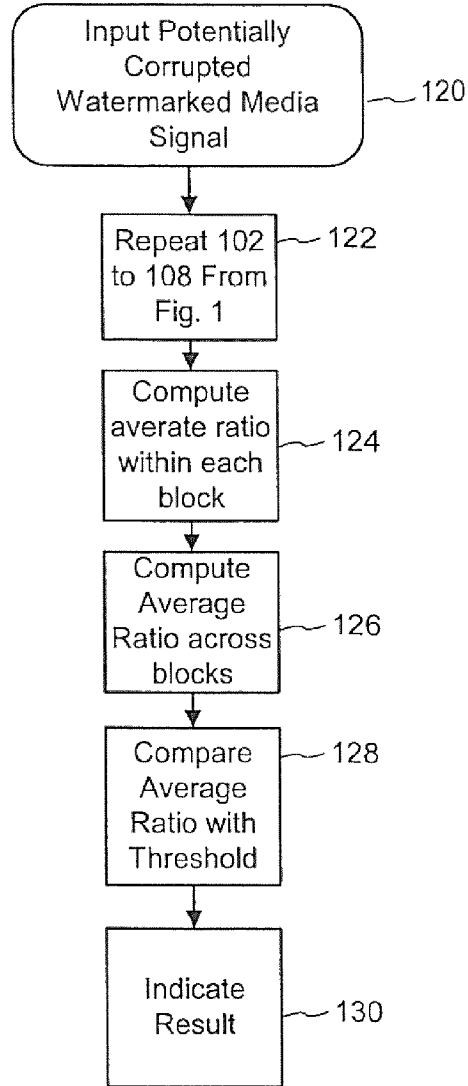 Input Potentially
Corrupted
Watermarked Media
Signal
120
Repeat 102
to 108 From
Fig. 1
122
Compute
averate ratio
within each
block
124
Compute
Average
Ratio across
blocks
126
Compare
Average
Ratio with
Threshold
128
Indicate
Result
130